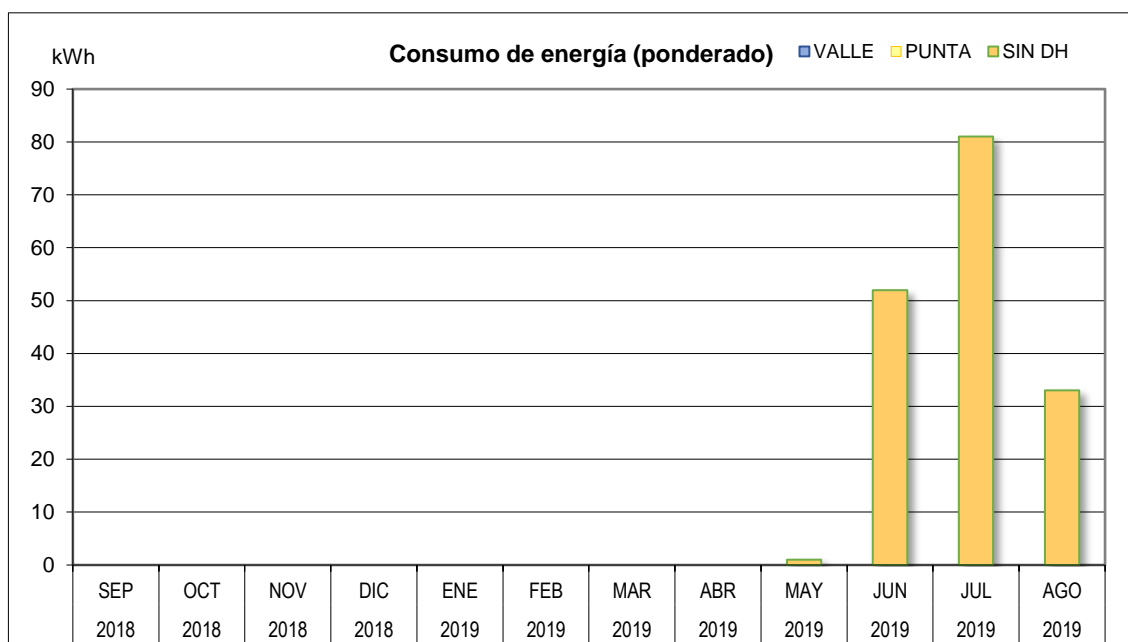 kWh
Consumo de energía (ponderado)
VALLE PUNTA SIN DH
90
80
70
60
50
40
30
20
10
0
SEP OCT NOV DIC ENE FEB MAR ABR MAY JUN JUL AGO
2018 2018 2018 2018 2019 2019 2019 2019 2019 2019 2019 2019